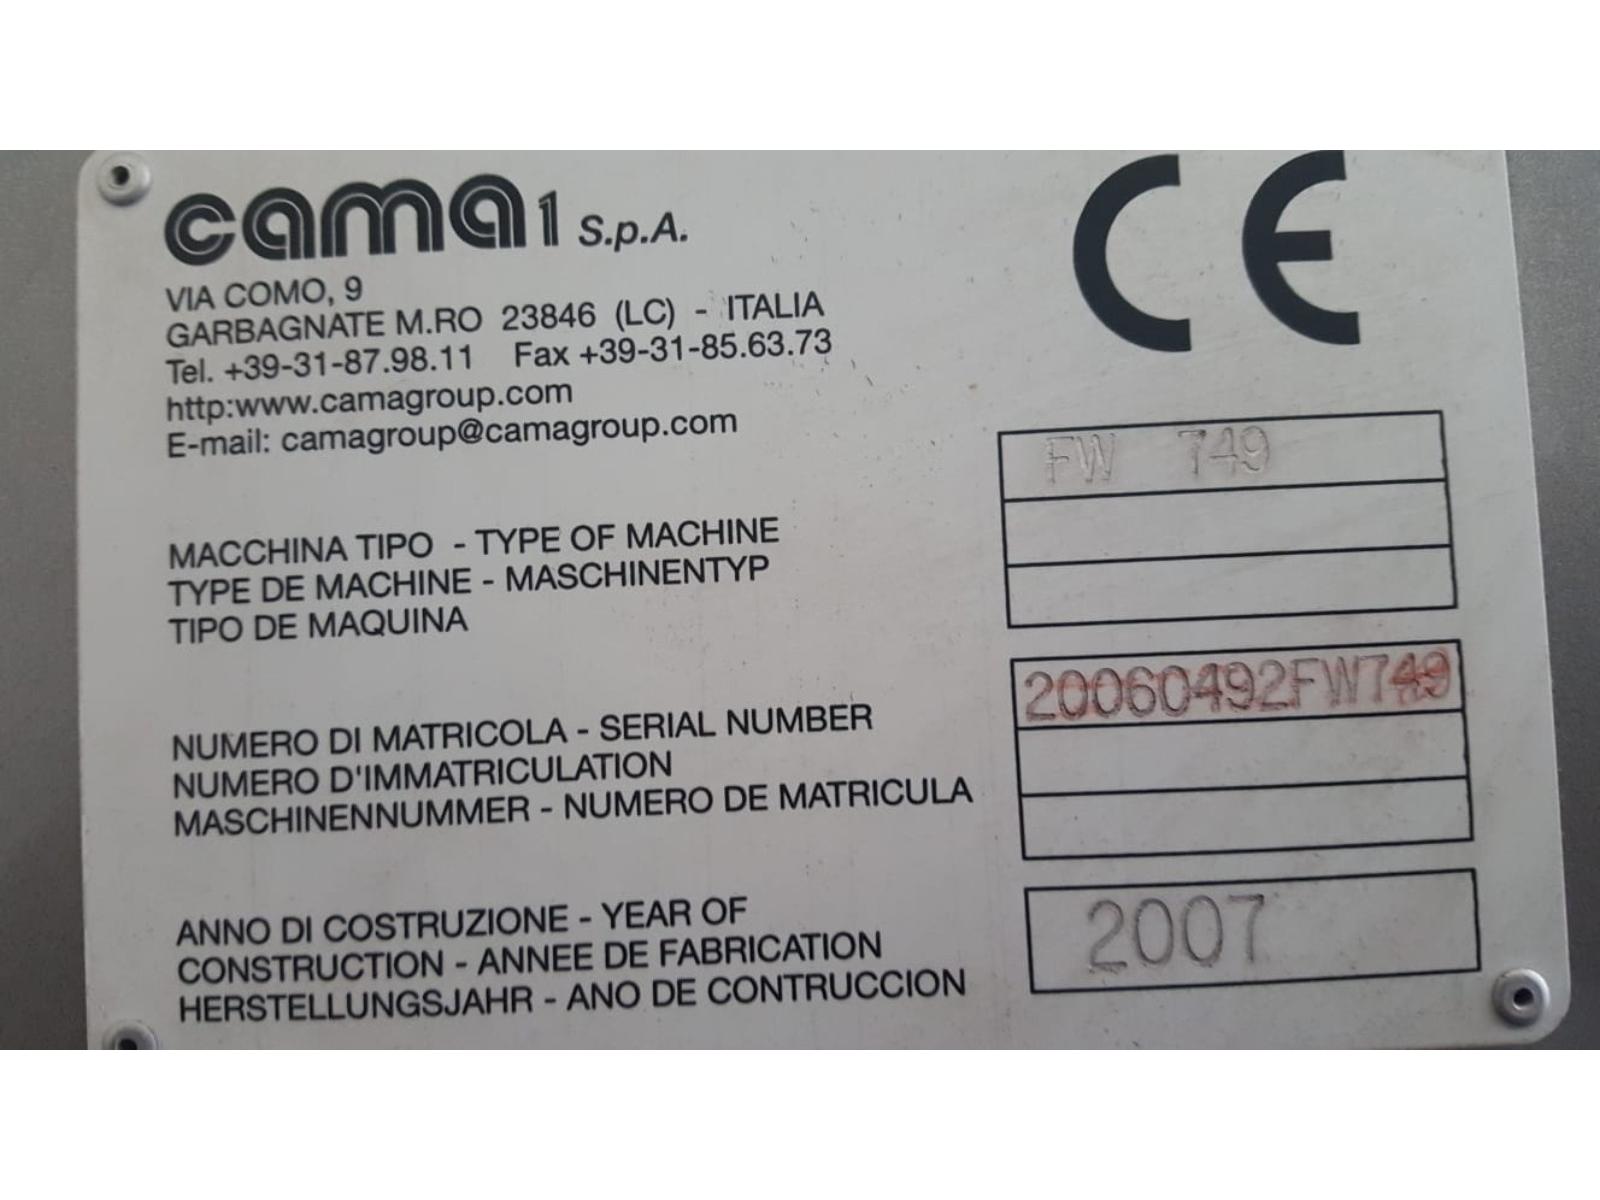 cama1 S.p.A.
VIA COMO, 9
GARBAGNATE M.RO 23846 (LC) - ITALIA
Tel. +39-31-87.98.11 Fax +39-31-85.63.73
http:www.camagroup.com
E-mail: camagroup@camagroup.com
CE
FW 749
MACCHINA TIPO - TYPE OF MACHINE
TYPE DE MACHINE - MASCHINENTYP
TIPO DE MAQUINA
20060492FW749
NUMERO DI MATRICOLA - SERIAL NUMBER
NUMERO D'IMMATRICULATION
MASCHINENNUMMER - NUMERO DE MATRICULA
2007
ANNO DI COSTRUZIONE - YEAR OF
CONSTRUCTION - ANNEE DE FABRICATION
HERSTELLUNGSJAHR - ANO DE CONTRUCCION